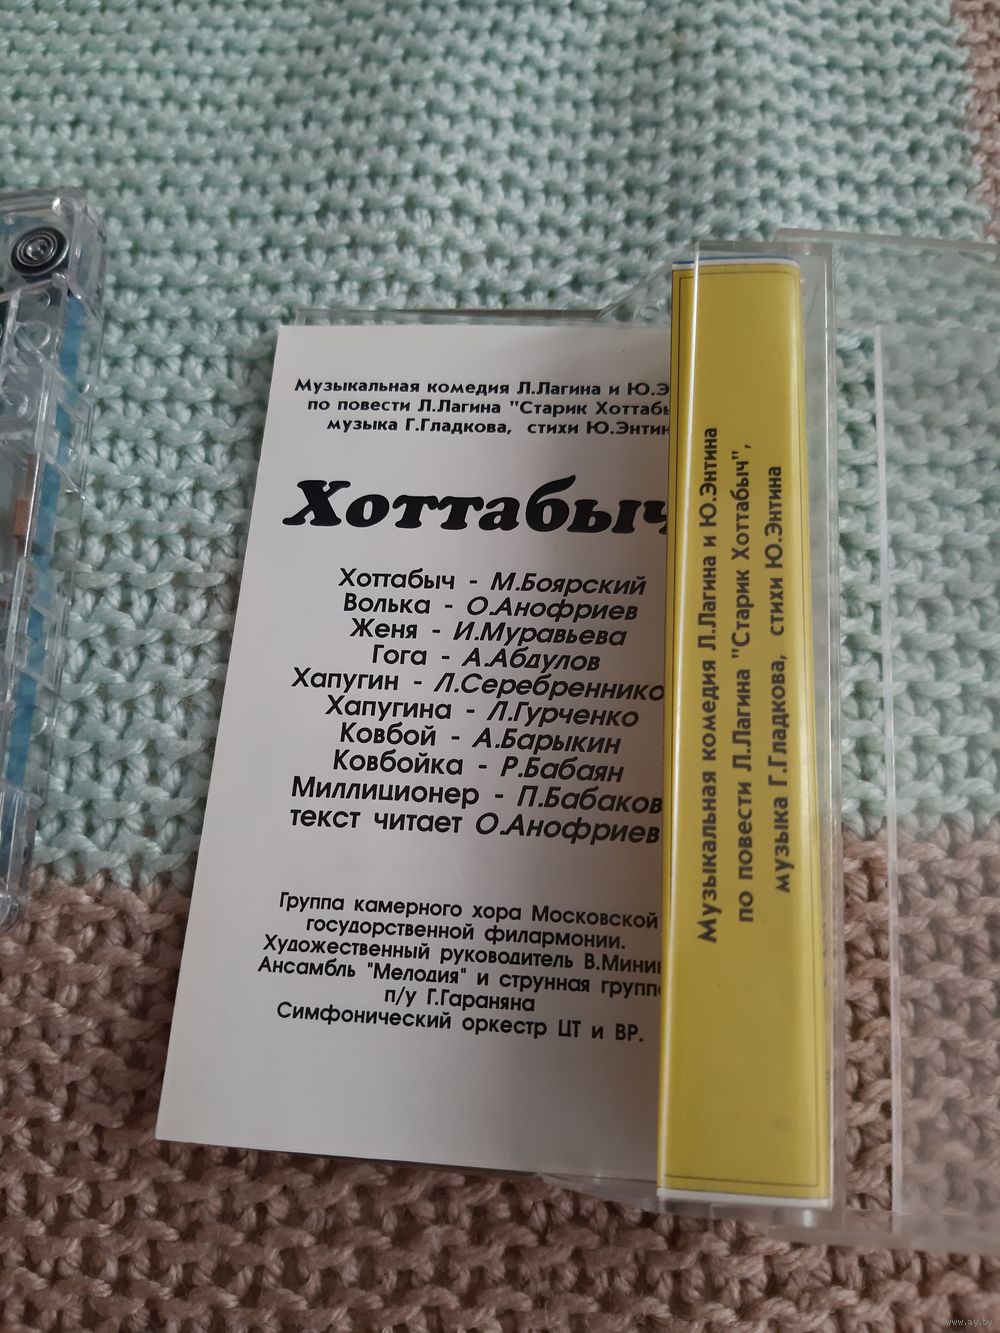 Музыкальная комедия Л.Лагина и Ю.Э
по повести Л.Лагина "Старик Хоттабы
музыка Г.Гладкова, стихи Ю.Энтин
Хоттабыч
Хоттабыч - М.Боярский
Волька - О.Анофриев
Женя - И.Муравьева
Гога - А.Абдулов
Хапугин - Л.Серебреннико
Хапугина - Л.Гурченко
Ковбой - А.Барыкин
Ковбойка - Р.Бабаян
Миллиционер - П.Бабаков
текст читает О.Анофриев
Группа камерного хора Московской
государственной филармонии.
Художественный руководитель В.Мини
Ансамбль "Мелодия" и струнная групп
п/у Г.Гараняна
Симфонический оркестр ЦТ и ВР.
Музыкальная комедия Л.Лагина и Ю.Энтина
по повести Л.Лагина "Старик Хоттабыч",
музыка Г.Гладкова, стихи Ю.Энтина
www.ay.by